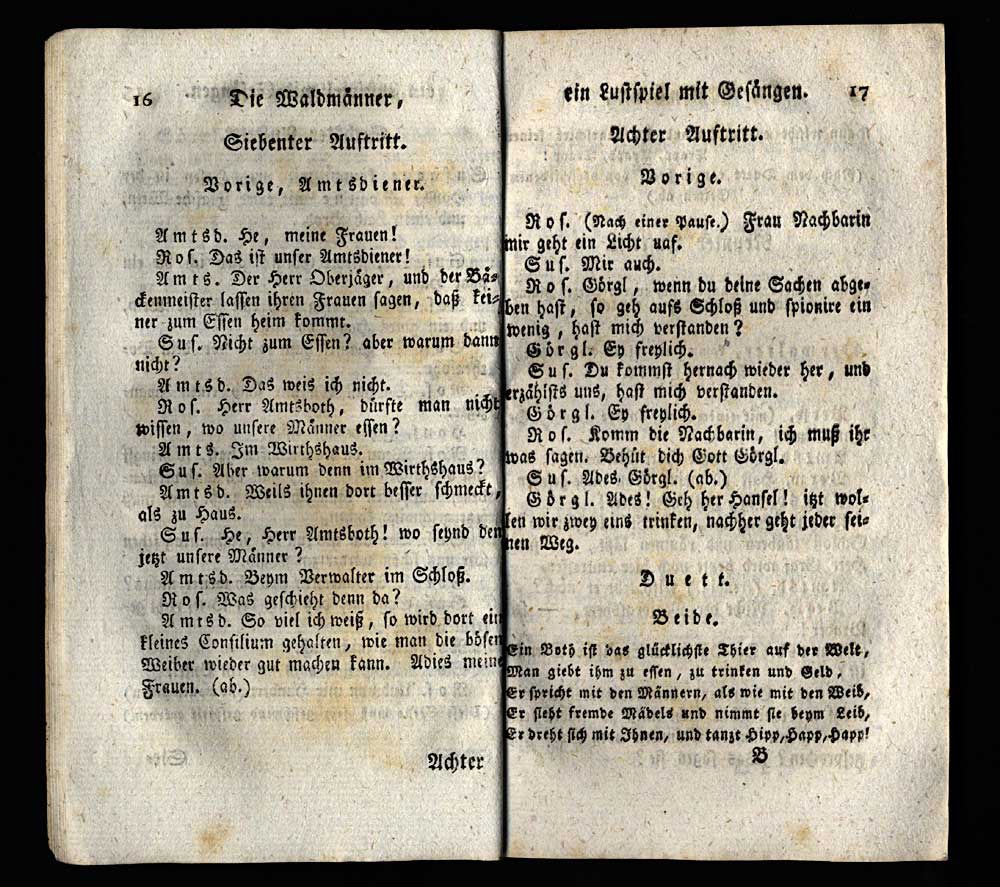 16 Die Waldmänner,
Siebenter Auftritt.
Vorige, Amtsdiener.
Amtsd. He, meine Frauen!
Ros. Das ist unser Amtsdiener!
Amts. Der Herr Oberjäger, und der Bä-
ckenmeister lassen ihren Frauen sagen, daß kei-
ner zum Essen heim kommt.
Sus. Nicht zum Essen? aber warum dann
nicht?
Amtsd. Das weis ich nicht.
Ros. Herr Amtsboth, dürfte man nicht
wissen, wo unsere Männer essen?
Amts. Im Wirthshaus.
Sus. Aber warum denn im Wirthshaus?
Amtsd. Weils ihnen dort besser schmeckt,
als zu Haus.
Sus. He, Herr Amtsboth! wo seynd den
jetzt unsere Männer?
Amtsd. Beym Verwalter im Schloß.
Ros. Was geschieht denn da?
Amtsd. So viel ich weiß, so wird dort ein
kleines Consilium gehalten, wie man die bösen
Weiber wieder gut machen kann. Adies meine
Frauen. (ab.)
Achter
ein Lustspiel mit Gesängen. 17
Achter Auftritt.
Vorige.
Ros. (Nach einer Pause.) Frau Nachbarin
mir geht ein Licht uaf.
Sus. Mir auch.
Ros. Görgl, wenn du deine Sachen abge-
ben hast, so geh aufs Schloß und spionire ein
wenig, hast mich verstanden?
Görgl. Ey freylich.
Sus. Du kommst hernach wieder her, und
erzählsts uns, hast mich verstanden.
Görgl. Ey freylich.
Ros. Komm die Nachbarin, ich muß ihr
was sagen. Behüt dich Gott Görgl.
Sus. Ades Görgl. (ab.)
Görgl. Ades! Geh her Hansel! itzt wol-
len wir zwey eins trinken, nachher geht jeder sei-
nen Weg.
Duett.
Beide.
Ein Both ist das glücklichste Thier auf der Welt,
Man giebt ihm zu essen, zu trinken und Geld,
Er spricht mit den Männern, als wie mit den Weib,
Er sieht fremde Mädels und nimmt sie beym Leib,
Er dreht sich mit Ihnen, und tanzt Hipp, Happ, Happ!
B